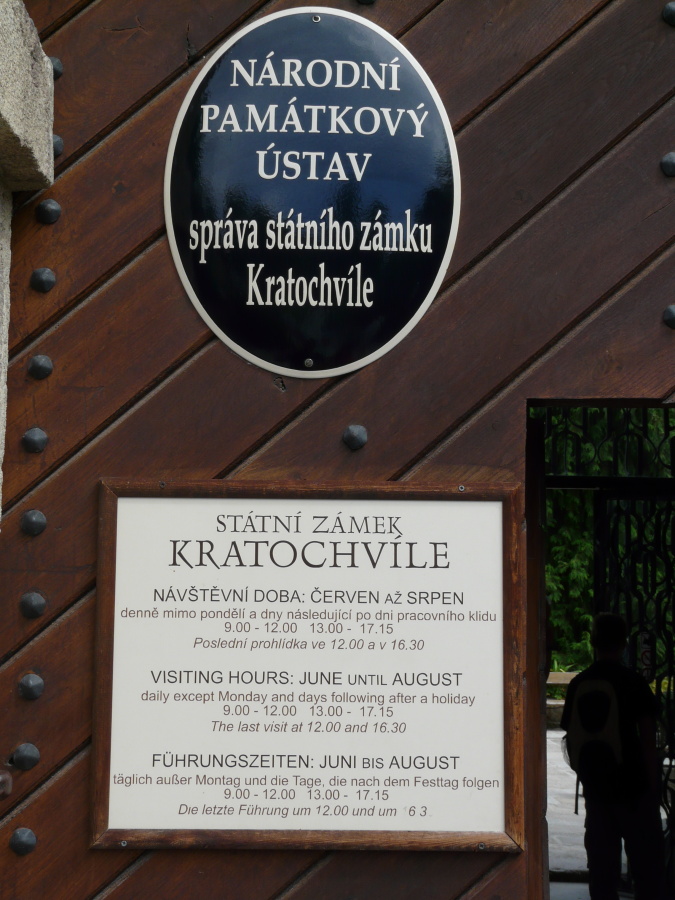 NÁRODNÍ
PAMÁTKOVÝ
ÚSTAV
správa státního zámku
Kratochvíle
STÁTNÍ ZÁMEK
KRATOCHVÍLE
NÁVŠTĚVNÍ DOBA: ČERVEN AŽ SRPEN
denně mimo pondělí a dny následující po dni pracovního klidu
9.00 - 12.00 13.00 - 17.15
Poslední prohlídka ve 12.00 a v 16.30
VISITING HOURS: JUNE UNTIL AUGUST
daily except Monday and days following after a holiday
9.00 - 12.00 13.00 - 17.15
The last visit at 12.00 and 16.30
FÜHRUNGSZEITEN: JUNI BIS AUGUST
täglich außer Montag und die Tage, die nach dem Festtag folgen
9.00 - 12.00 13.00 - 17.15
Die letzte Führung um 12.00 und um